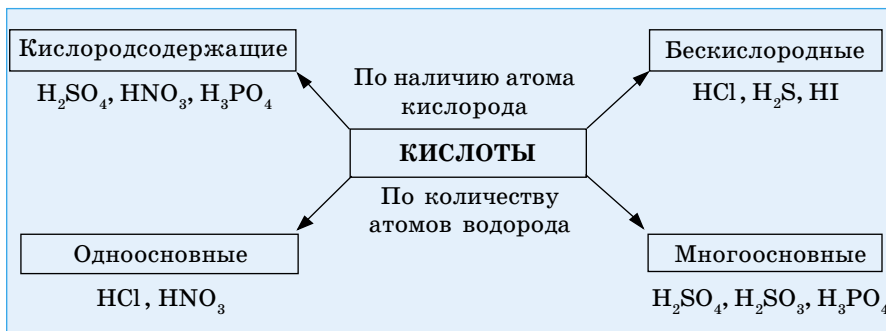 Кислородсодержащие
H₂SO₄, HNO₃, H₃PO₄
По наличию атома
кислорода
Бескислородные
HCl, H₂S, HI
КИСЛОТЫ
По количеству
атомов водорода
Одноосновные
HCl, HNO₃
Многоосновные
H₂SO₄, H₂SO₃, H₃PO₄